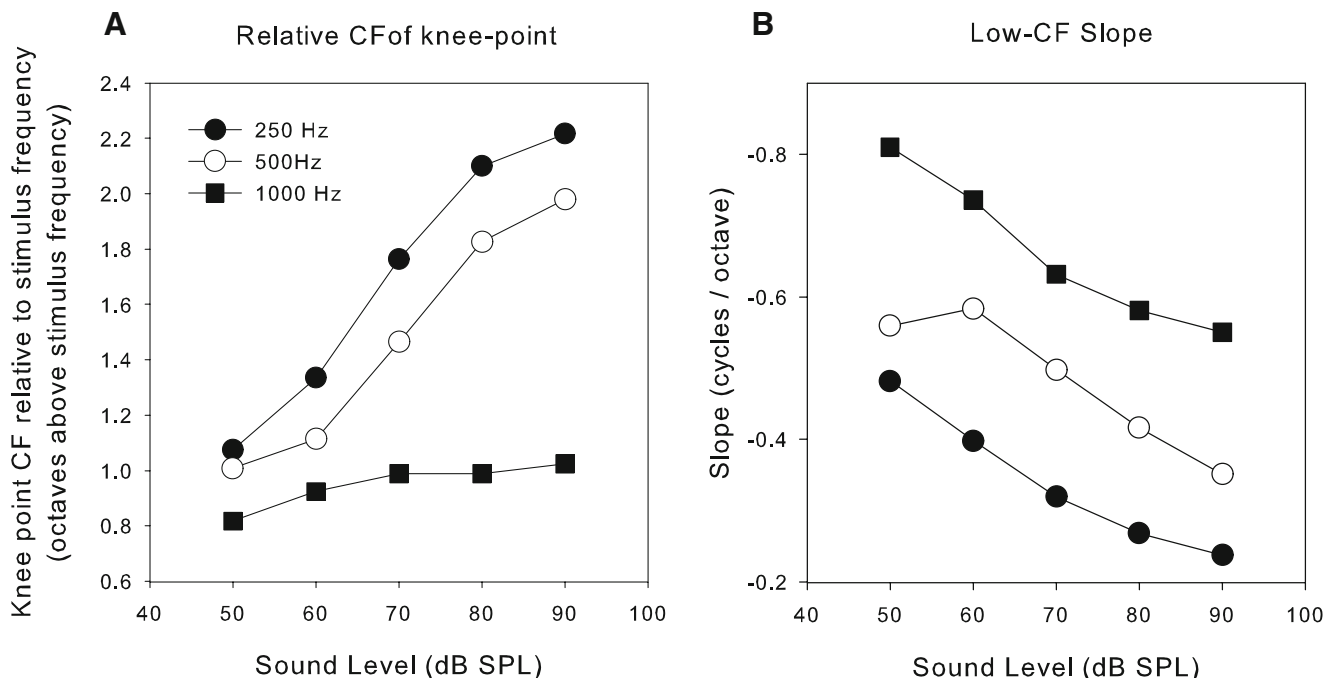 A
Relative CFof knee-point
Knee point CF relative to stimulus frequency
(octaves above stimulus frequency)
2.4
2.2
2.0
1.8
1.6
1.4
1.2
1.0
0.8
0.6
250 Hz
500Hz
1000 Hz
40 50 60 70 80 90 100
Sound Level (dB SPL)
B
Low-CF Slope
Slope (cycles / octave)
-0.8
-0.6
-0.4
-0.2
40 50 60 70 80 90 100
Sound Level (dB SPL)